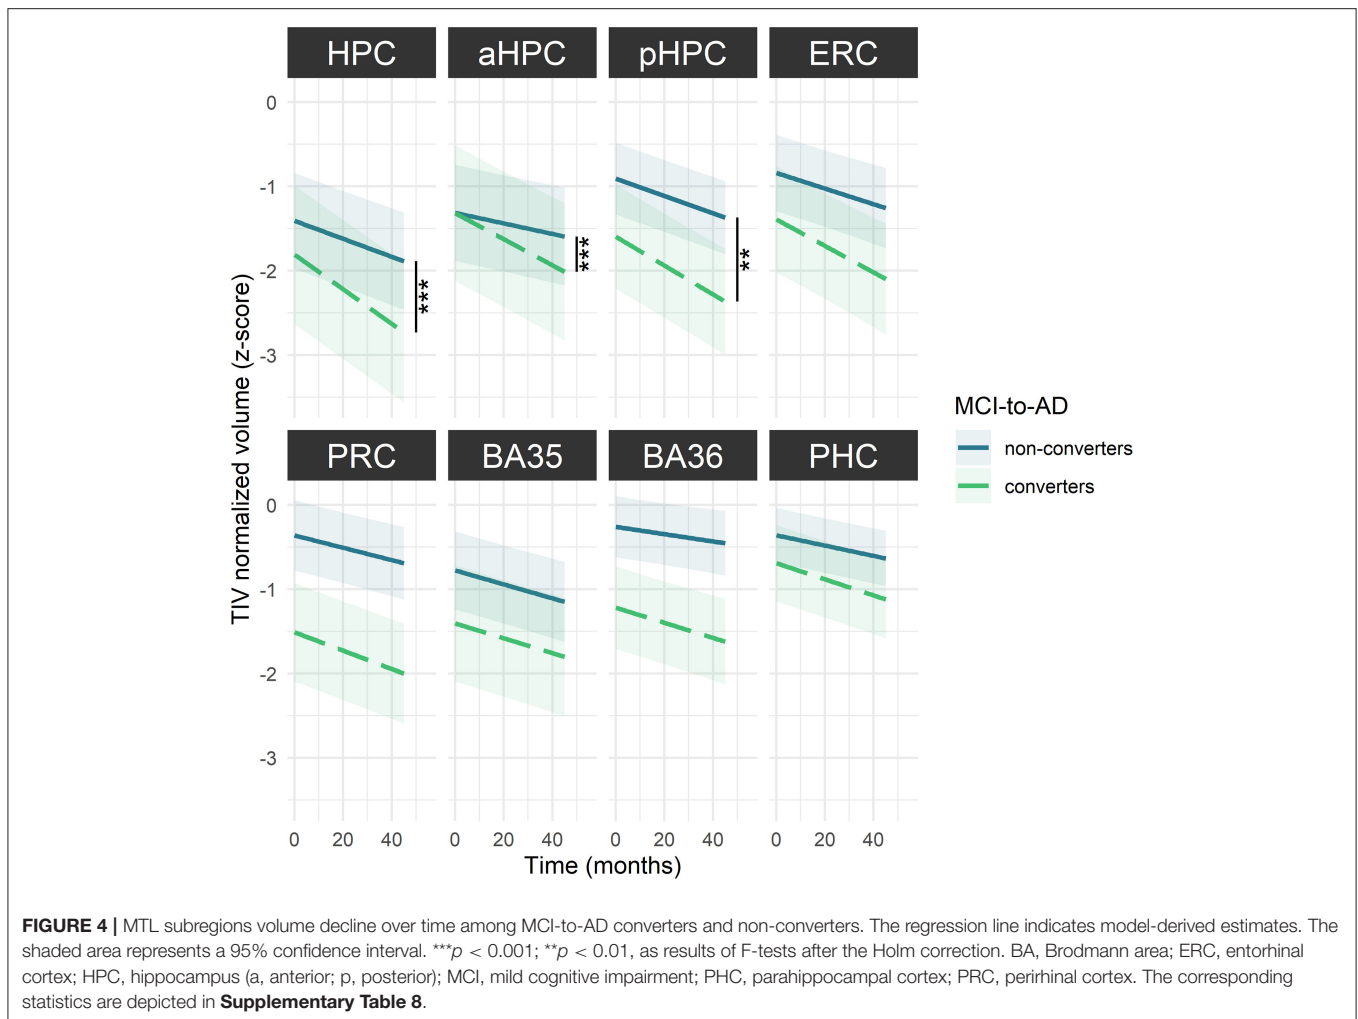 HPC aHPC pHPC ERC
0
-1
-2
-3
*** *** **
PRC BA35 BA36 PHC
0
-1
-2
-3
0 20 40 0 20 40 0 20 40 0 20 40
Time (months)
TIV normalized volume (z-score)
MCI-to-AD
non-converters
converters
FIGURE 4 | MTL subregions volume decline over time among MCI-to-AD converters and non-converters. The regression line indicates model-derived estimates. The
shaded area represents a 95% confidence interval. ***p < 0.001; **p < 0.01, as results of F-tests after the Holm correction. BA, Brodmann area; ERC, entorhinal
cortex; HPC, hippocampus (a, anterior; p, posterior); MCI, mild cognitive impairment; PHC, parahippocampal cortex; PRC, perirhinal cortex. The corresponding
statistics are depicted in Supplementary Table 8.